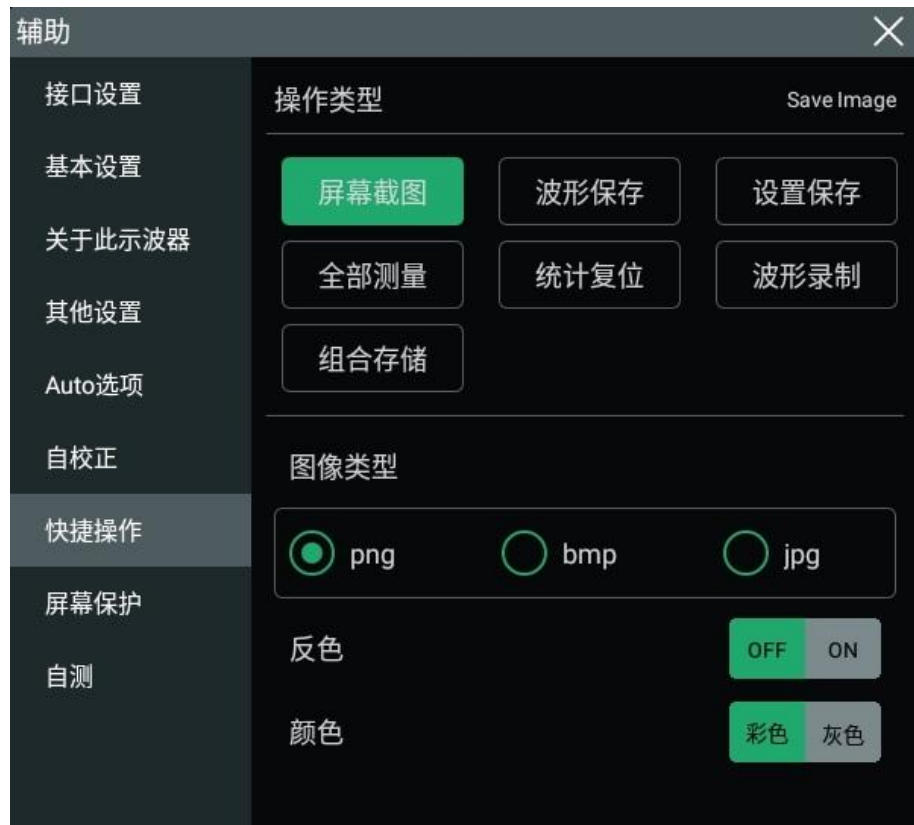 辅助
接口设置
基本设置
关于此示波器
其他设置
Auto选项
自校正
快捷操作
屏幕保护
自测
操作类型 Save Image
屏幕截图 波形保存 设置保存
全部测量 统计复位 波形录制
组合存储
图像类型
png bmp jpg
反色 OFF ON
颜色 彩色 灰色